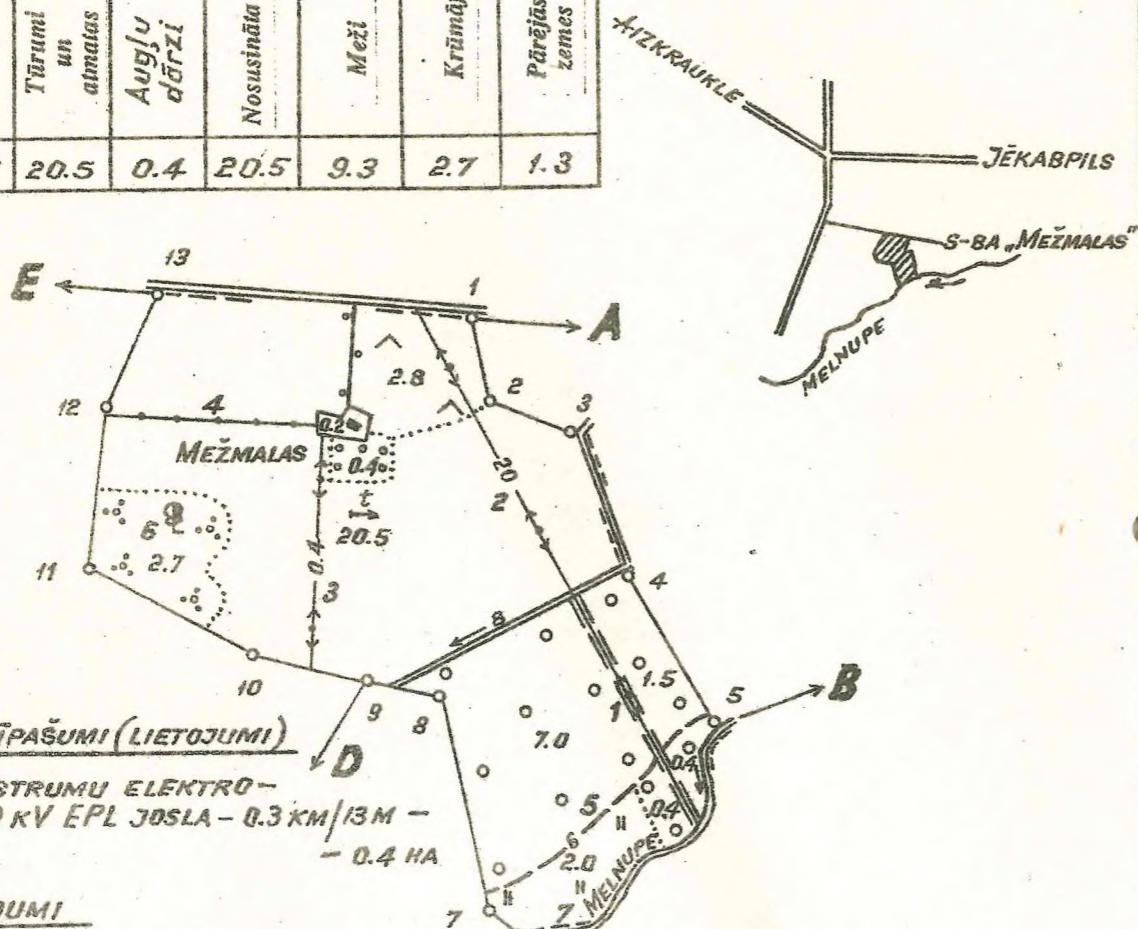 Tīrumi
un
atmatas
Augļu
dārzi
Nosusināta
Meži
Krūmāj
Pārējās
zemes
20.5 0.4 20.5 9.3 2.7 1.3
AIZKRAUKLE
JĒKABPILS
S-BA „MEŽMALAS"
MELNUPE
13
E
1
A
2.8
2
3
12
4
0.2
MEŽMALAS
0.4
20
2
20.5
6
2.7
11
0.4
3
4
8
10
1.5
5
B
9
8
1
7.0
ĪPAŠUMI (LIETOJUMI)
D
0.4
STRUMU ELEKTRO-
KV EPL JOSLA - 0.3 KM/13 M -
5
0.4
- 0.4 HA
6
2.0
MELNUPE
JUMI
7
7